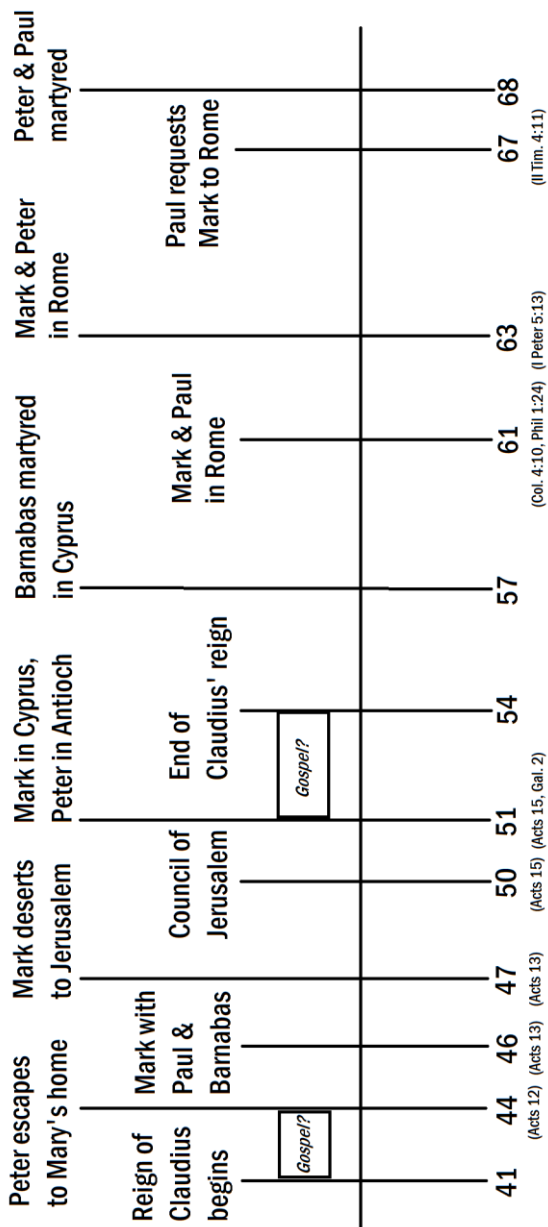 Peter escapes
to Mary's home
Mark deserts
to Jerusalem
Mark in Cyprus,
Peter in Antioch
Barnabas martyred
in Cyprus
Mark & Peter
in Rome
Peter & Paul
martyred
Reign of
Claudius
begins
Mark with
Paul &
Barnabas
Council of
Jerusalem
End of
Claudius' reign
Mark & Paul
in Rome
Paul requests
Mark to Rome
Gospel?
Gospel?
41
44
46
47
50
51
54
57
61
63
67
68
(Acts 12)
(Acts 13)
(Acts 13)
(Acts 15)
(Acts 15, Gal. 2)
(Col. 4:10, Phil 1:24)
(I Peter 5:13)
(II Tim. 4:11)